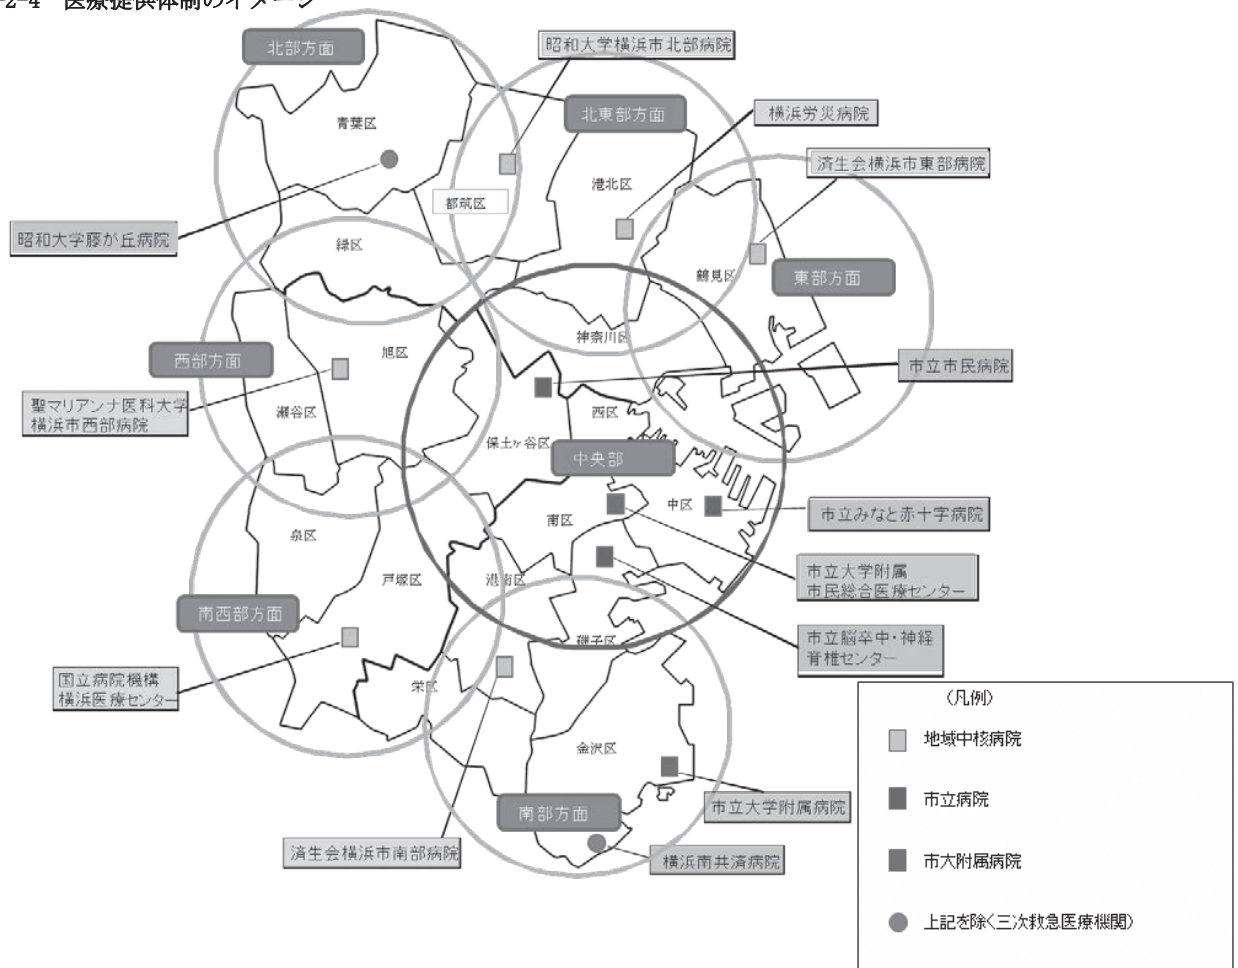 -2-4 医療提供体制のイメージ
北部方面
昭和大学横浜市北部病院
北東部方面
横浜労災病院
青葉区
済生会横浜市東部病院
港北区
都筑区
昭和大学藤が丘病院
緑区
鶴見区
東部方面
神奈川区
西部方面
旭区
市立市民病院
聖マリアンナ医科大学
横浜市西部病院
瀬谷区
西区
保土ヶ谷区
中央部
南区
中区
市立みなと赤十字病院
泉区
戸塚区
港南区
市立大学附属
市民総合医療センター
南西部方面
磯子区
市立脳卒中・神経
脊椎センター
国立病院機構
横浜医療センター
栄区
金沢区
市立大学附属病院
南部方面
済生会横浜市南部病院
横浜南共済病院
(凡例)
地域中核病院
市立病院
市大附属病院
上記を除く三次救急医療機関)